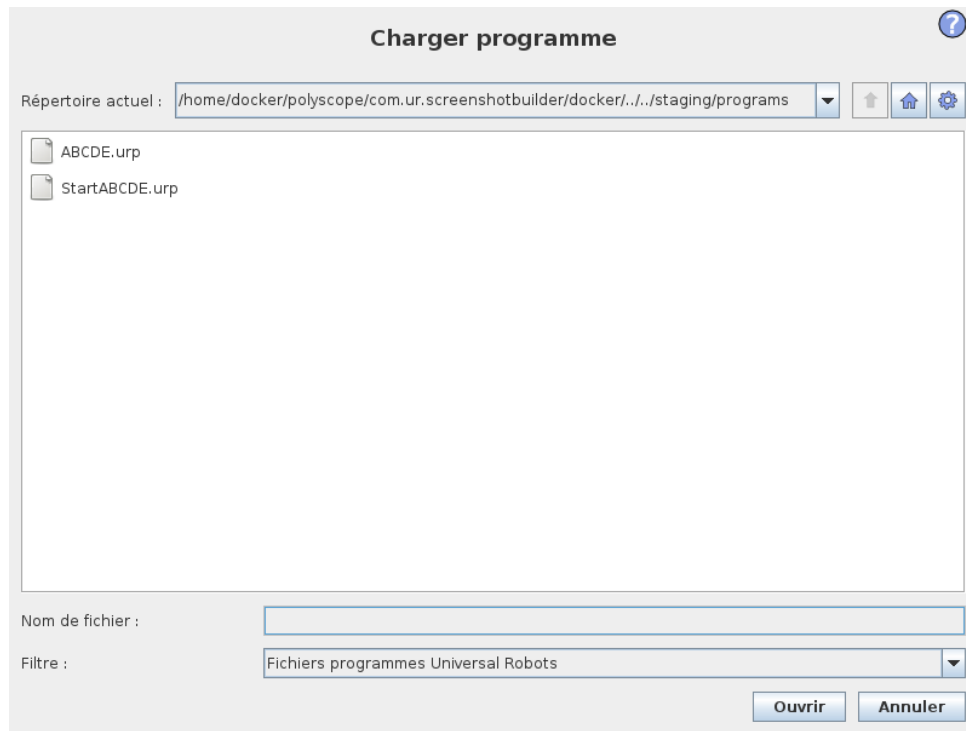 Charger programme
?
Répertoire actuel : /home/docker/polyscope/com.ur.screenshotbuilder/docker/../../staging/programs
ABCDE.urp
StartABCDE.urp
Nom de fichier :
Filtre : Fichiers programmes Universal Robots
Ouvrir Annuler